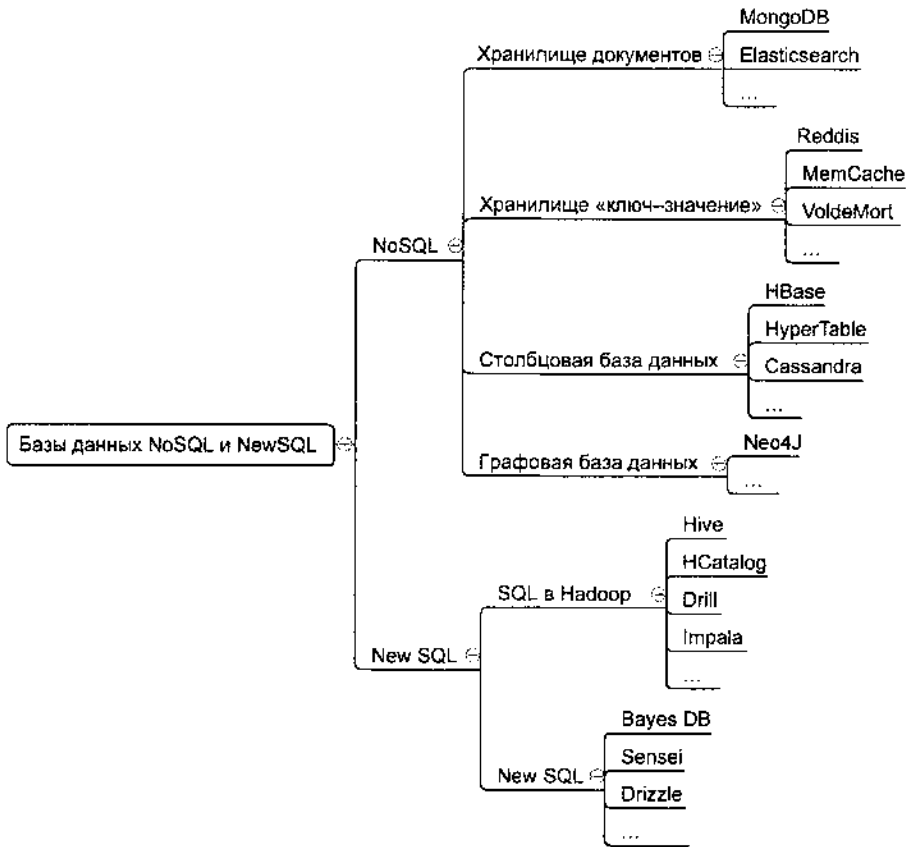 MongoDB
Хранилище документов
Elasticsearch
...
Reddis
MemCache
Хранилище «ключ–значение»
VoldeMort
...
NoSQL
HBase
HyperTable
Столбцовая база данных
Cassandra
...
Базы данных NoSQL и NewSQL
Графовая база данных
Neo4J
...
Hive
HCatalog
SQL в Hadoop
Drill
Impala
...
New SQL
Bayes DB
Sensei
New SQL
Drizzle
...